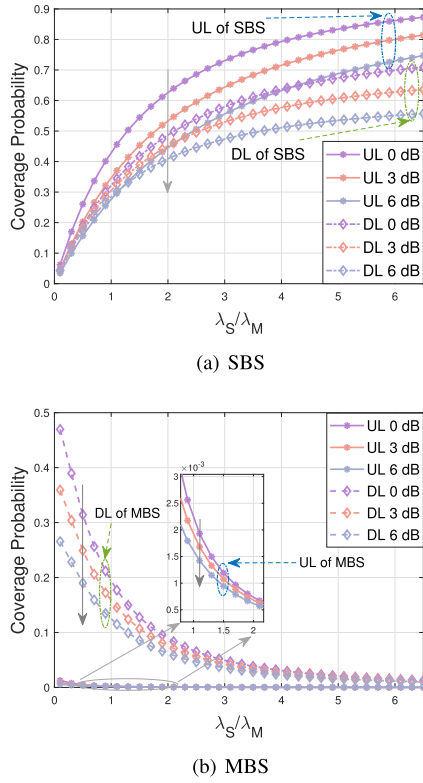 0.9
0.8
0.7
0.6
0.5
0.4
0.3
0.2
0.1
0
Coverage Probability
UL of SBS
DL of SBS
UL 0 dB
UL 3 dB
UL 6 dB
DL 0 dB
DL 3 dB
DL 6 dB
0 1 2 3 4 5 6
λ_S/λ_M
(a) SBS
0.5
0.4
0.3
0.2
0.1
0
Coverage Probability
DL of MBS
3 ×10⁻³
2.5
2
1.5
1
0.5
1 1.5 2
UL of MBS
UL 0 dB
UL 3 dB
UL 6 dB
DL 0 dB
DL 3 dB
DL 6 dB
0 1 2 3 4 5 6
λ_S/λ_M
(b) MBS